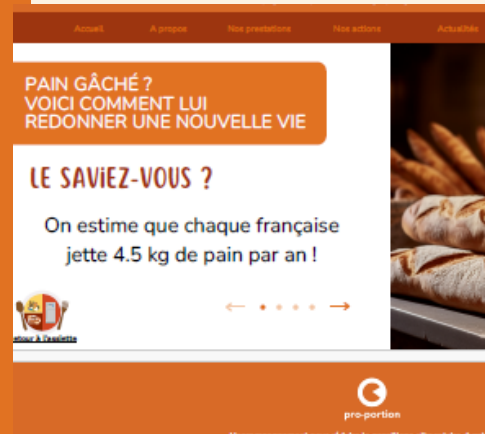 Accueil
A propos
Nos prestations
Nos actions
Actualités
PAIN GÂCHÉ ?
VOICI COMMENT LUI
REDONNER UNE NOUVELLE VIE
LE SAVIEZ-VOUS ?
On estime que chaque française
jette 4.5 kg de pain par an !
etour à l'assiette
pro-portion